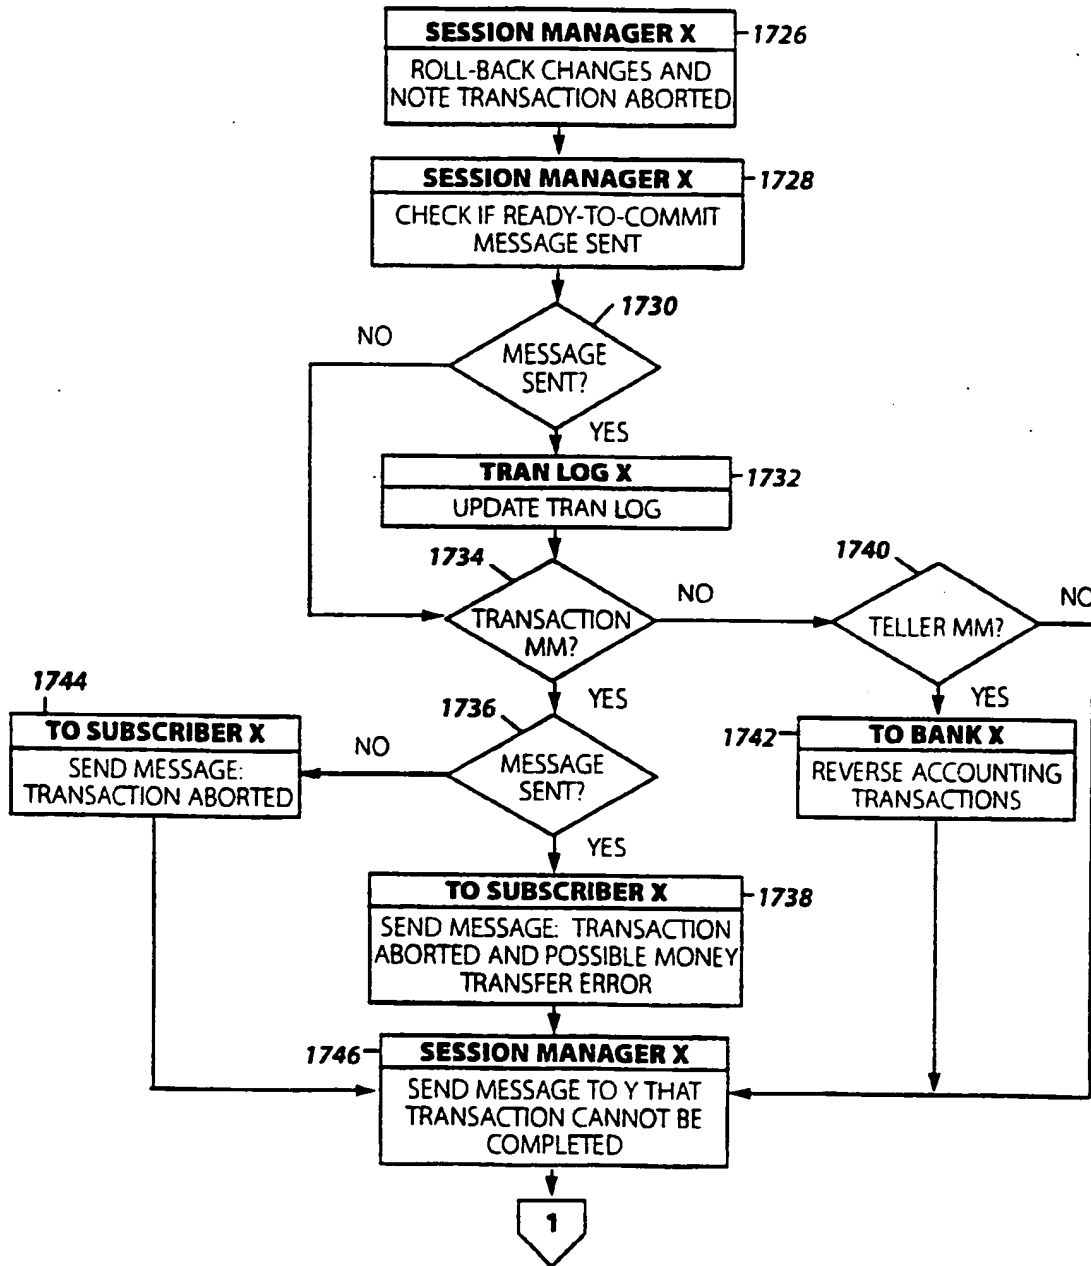 SESSION MANAGER X
1726
ROLL-BACK CHANGES AND
NOTE TRANSACTION ABORTED
SESSION MANAGER X
1728
CHECK IF READY-TO-COMMIT
MESSAGE SENT
1730
NO
MESSAGE
SENT?
YES
TRAN LOG X
1732
UPDATE TRAN LOG
1734
1740
TRANSACTION
MM?
NO
TELLER MM?
NO
1744
YES
YES
1736
TO SUBSCRIBER X
SEND MESSAGE:
TRANSACTION ABORTED
NO
MESSAGE
SENT?
1742
TO BANK X
REVERSE ACCOUNTING
TRANSACTIONS
YES
TO SUBSCRIBER X
1738
SEND MESSAGE: TRANSACTION
ABORTED AND POSSIBLE MONEY
TRANSFER ERROR
1746
SESSION MANAGER X
SEND MESSAGE TO Y THAT
TRANSACTION CANNOT BE
COMPLETED
1